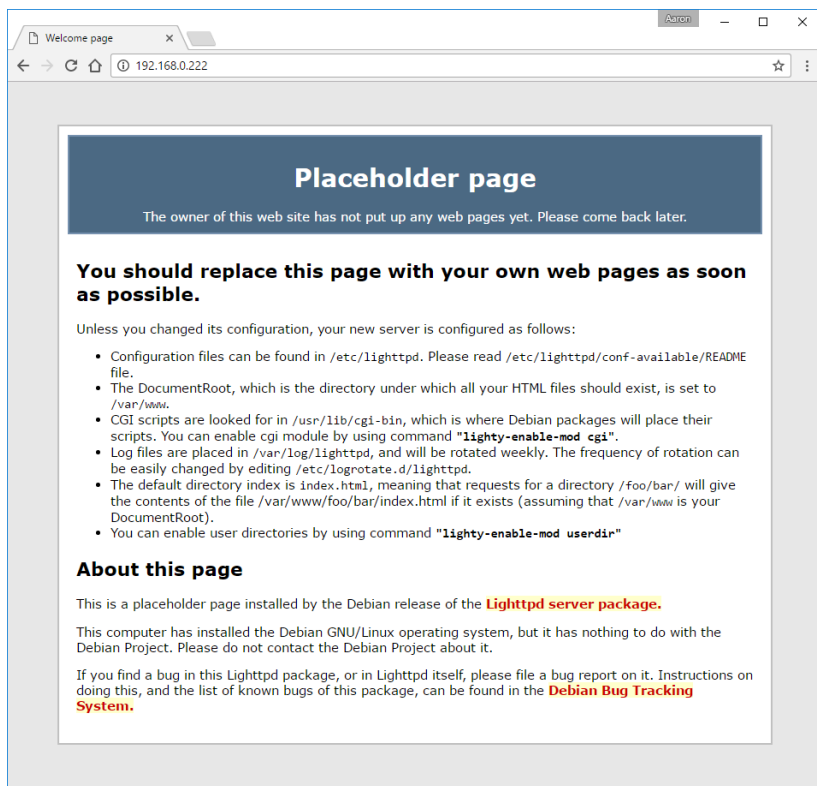 Aaron
Welcome page
192.168.0.222
Placeholder page
The owner of this web site has not put up any web pages yet. Please come back later.
You should replace this page with your own web pages as soon
as possible.
Unless you changed its configuration, your new server is configured as follows:
• Configuration files can be found in /etc/lighttpd. Please read /etc/lighttpd/conf-available/README
file.
• The DocumentRoot, which is the directory under which all your HTML files should exist, is set to
/var/www.
• CGI scripts are looked for in /usr/lib/cgi-bin, which is where Debian packages will place their
scripts. You can enable cgi module by using command "lighty-enable-mod cgi".
• Log files are placed in /var/log/lighttpd, and will be rotated weekly. The frequency of rotation can
be easily changed by editing /etc/logrotate.d/lighttpd.
• The default directory index is index.html, meaning that requests for a directory /foo/bar/ will give
the contents of the file /var/www/foo/bar/index.html if it exists (assuming that /var/www is your
DocumentRoot).
• You can enable user directories by using command "lighty-enable-mod userdir"
About this page
This is a placeholder page installed by the Debian release of the Lighttpd server package.
This computer has installed the Debian GNU/Linux operating system, but it has nothing to do with the
Debian Project. Please do not contact the Debian Project about it.
If you find a bug in this Lighttpd package, or in Lighttpd itself, please file a bug report on it. Instructions on
doing this, and the list of known bugs of this package, can be found in the Debian Bug Tracking
System.